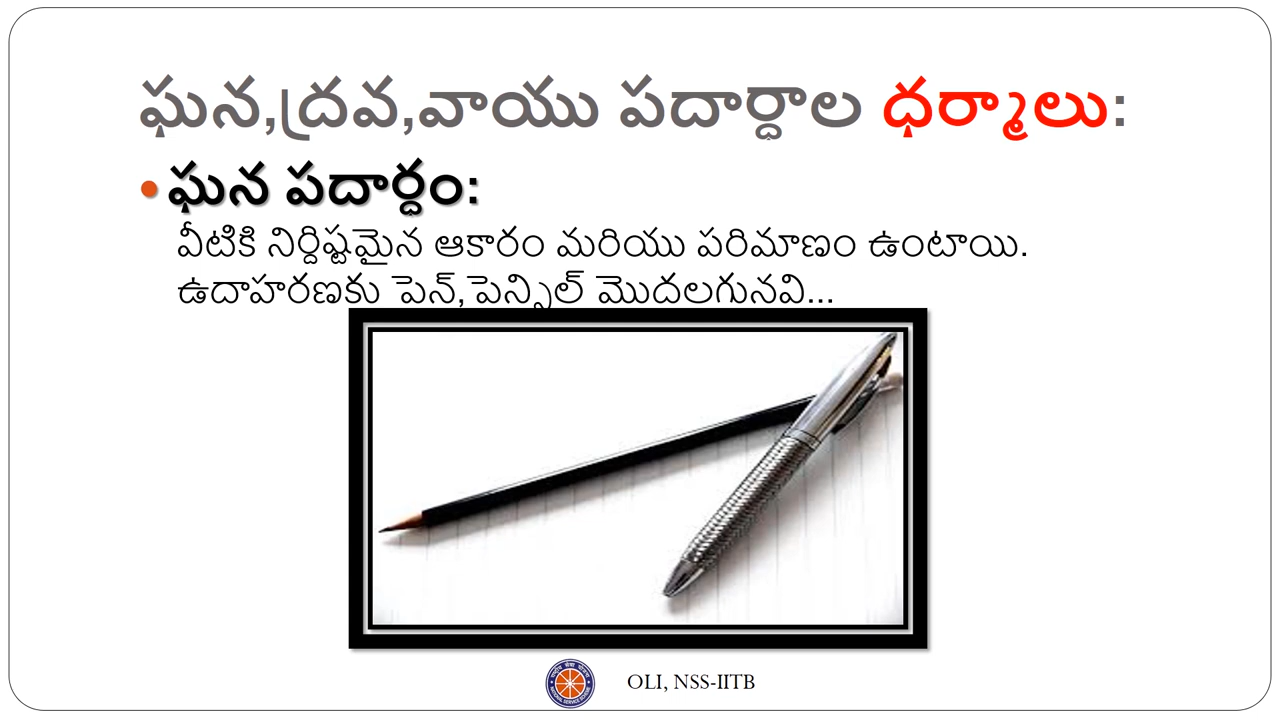 ఘన,ద్రవ,వాయు పదార్ధాల ధర్మాలు:
• ఘన పదార్ధం:
వీటికి నిర్దిష్టమైన ఆకారం మరియు పరిమాణం ఉంటాయి.
ఉదాహరణకు పెన్,పెన్సిల్ మొదలగునవి...
OLI, NSS-IITB